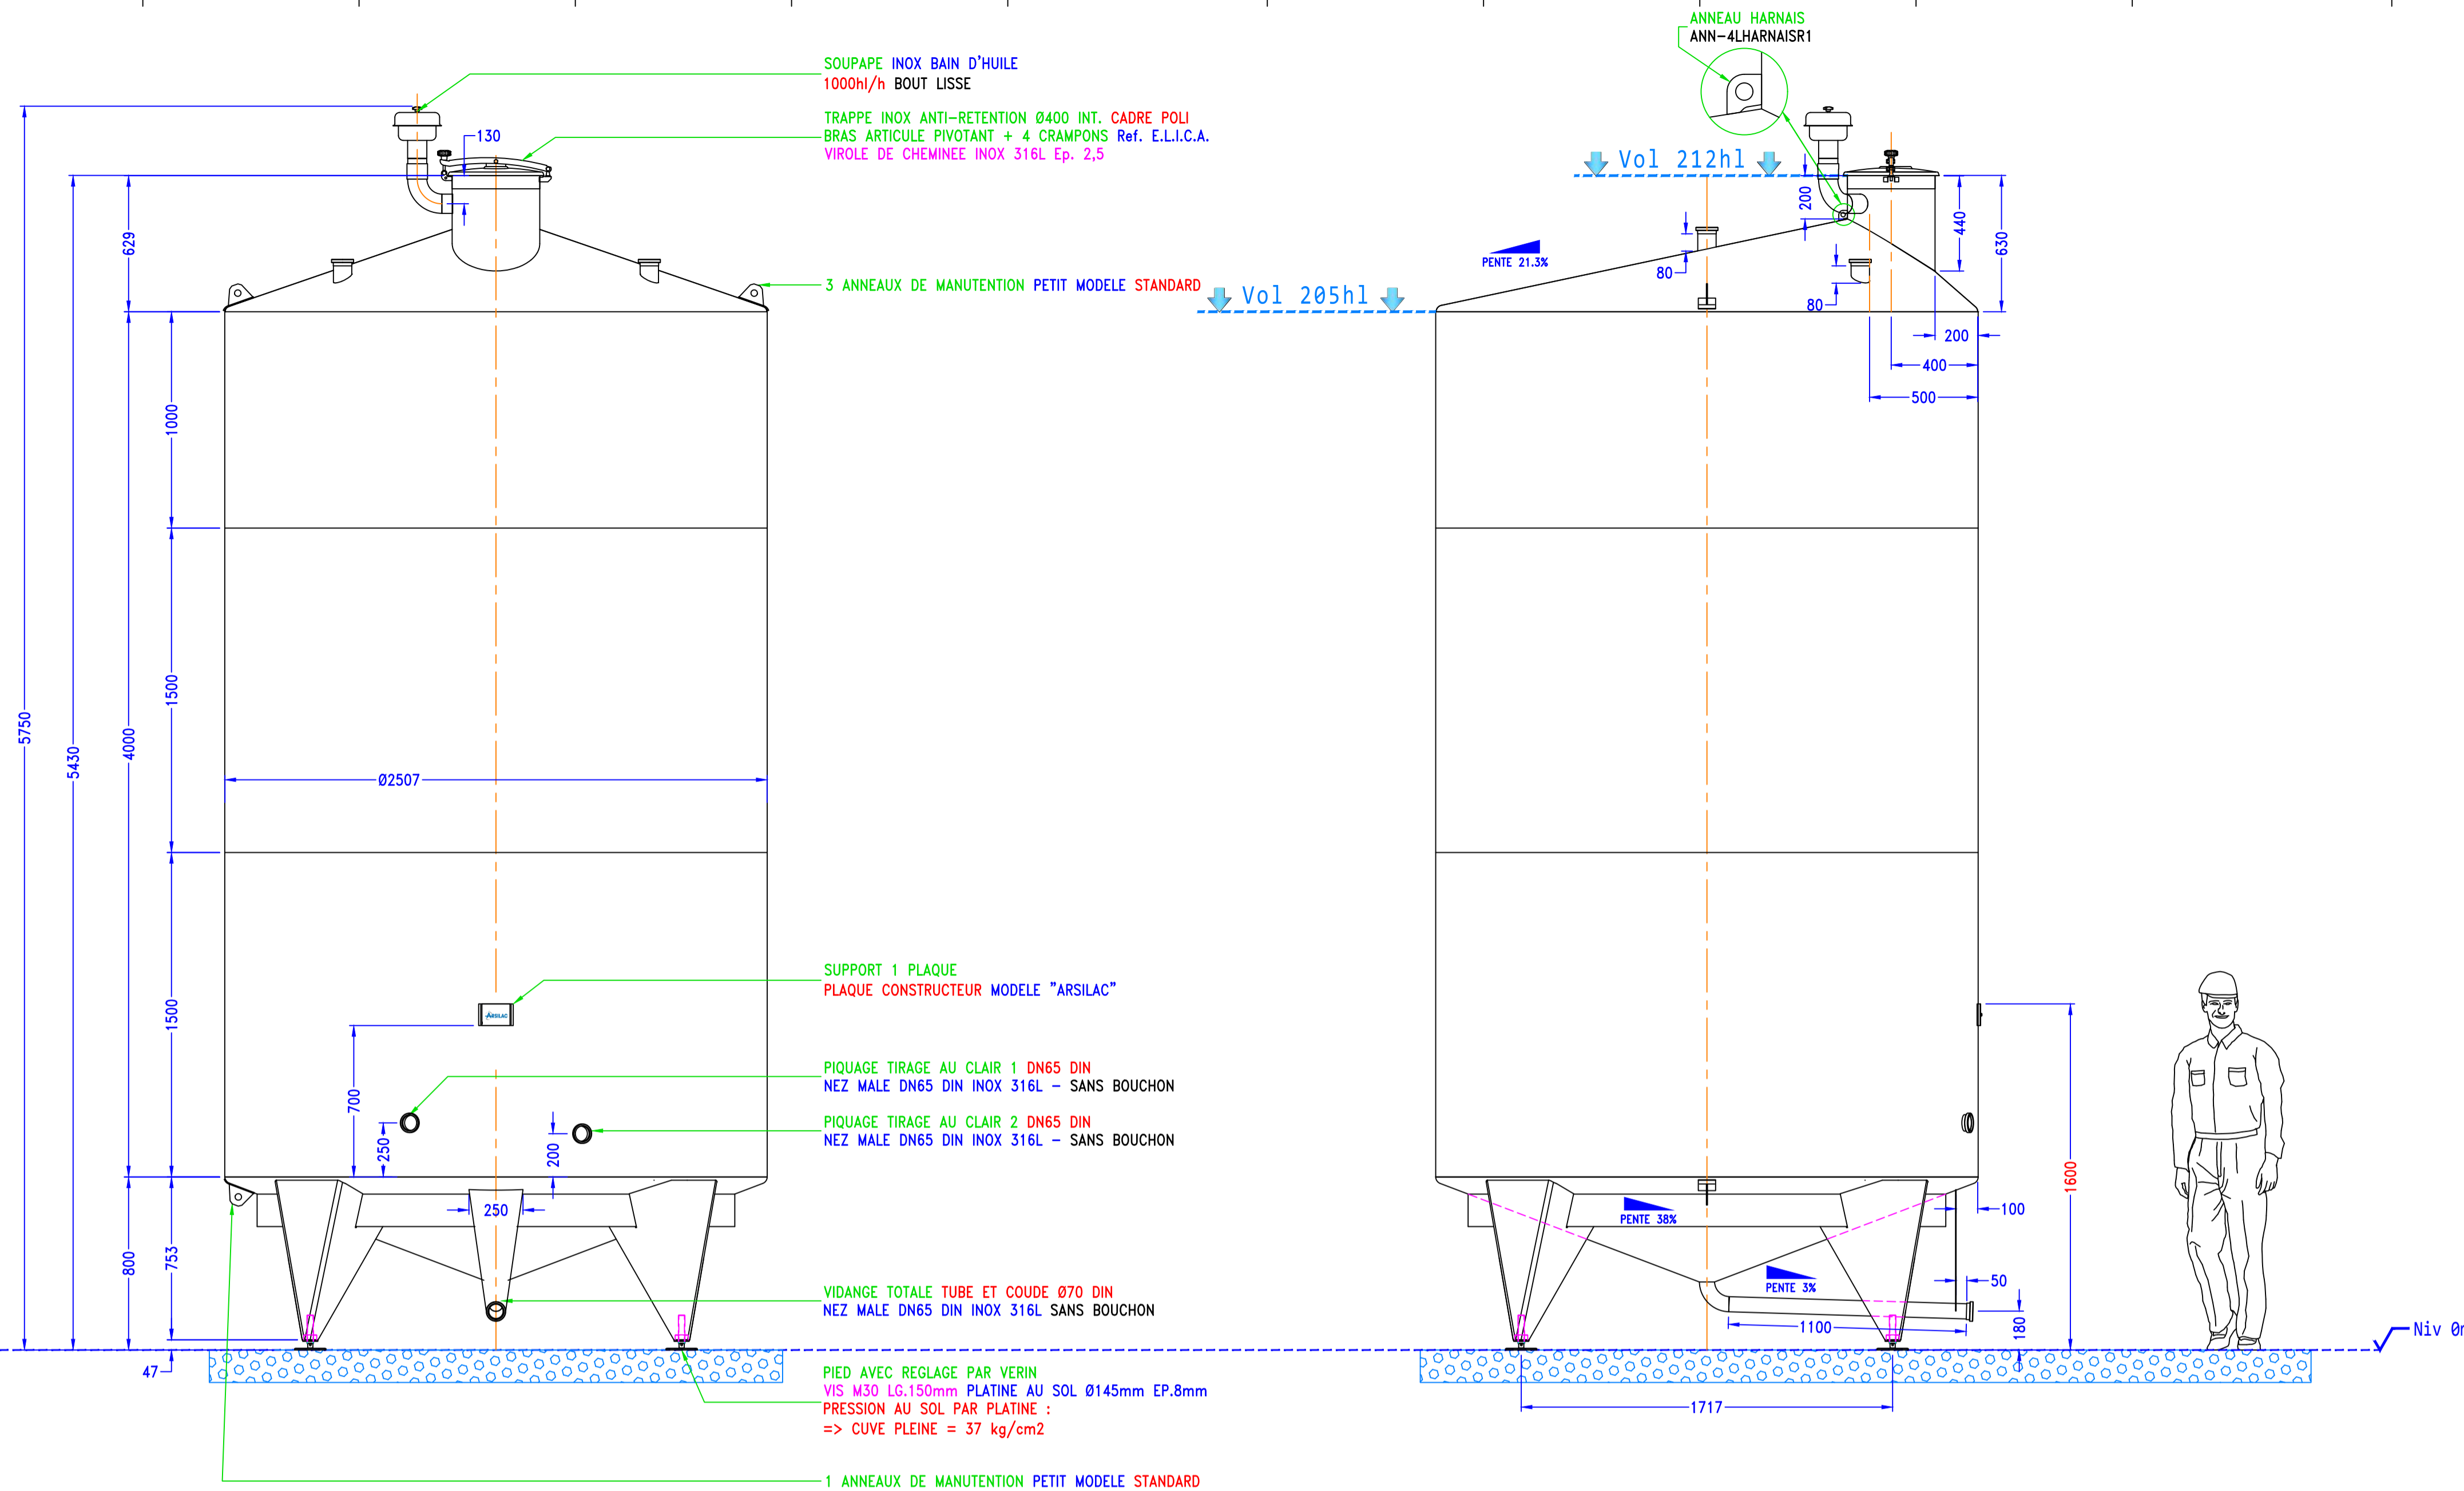 ANNEAU HARNAIS
ANN-4LHARNAISR1
SOUPAPE INOX BAIN D'HUILE
1000hl/h BOUT LISSE
TRAPPE INOX ANTI-RETENTION Ø400 INT. CADRE POLI
BRAS ARTICULE PIVOTANT + 4 CRAMPONS Ref. E.L.I.C.A.
VIROLE DE CHEMINEE INOX 316L Ep. 2,5
130
Vol 212hl
200
440
630
629
PENTE 21.3%
80
80
3 ANNEAUX DE MANUTENTION PETIT MODELE STANDARD
Vol 205hl
200
400
500
1000
1500
5750
5430
4000
Ø2507
SUPPORT 1 PLAQUE
PLAQUE CONSTRUCTEUR MODELE "ARSILAC"
ARSILAC
1500
700
PIQUAGE TIRAGE AU CLAIR 1 DN65 DIN
NEZ MALE DN65 DIN INOX 316L - SANS BOUCHON
PIQUAGE TIRAGE AU CLAIR 2 DN65 DIN
NEZ MALE DN65 DIN INOX 316L - SANS BOUCHON
250
200
1600
250
PENTE 38%
100
800
753
PENTE 3%
50
VIDANGE TOTALE TUBE ET COUDE Ø70 DIN
NEZ MALE DN65 DIN INOX 316L SANS BOUCHON
1100
180
Niv 0
47
PIED AVEC REGLAGE PAR VERIN
VIS M30 LG.150mm PLATINE AU SOL Ø145mm EP.8mm
PRESSION AU SOL PAR PLATINE :
=> CUVE PLEINE = 37 kg/cm2
1717
1 ANNEAUX DE MANUTENTION PETIT MODELE STANDARD